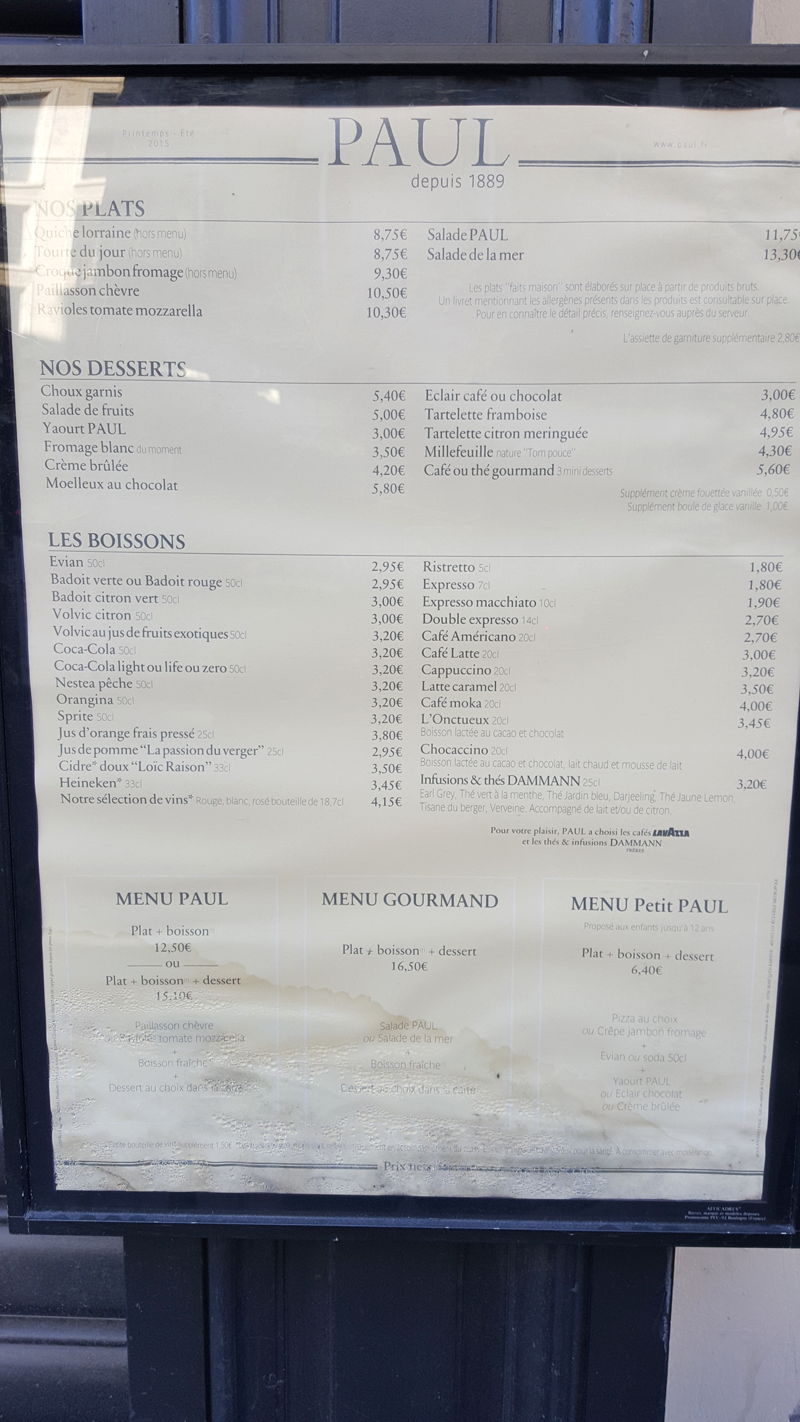 Printemps - Été
2015
PAUL
www.paul.fr
depuis 1889
NOS PLATS
Quiche lorraine (hors menu) 8,75€
Tourte du jour (hors menu) 8,75€
Croque jambon fromage (hors menu) 9,30€
Paillasson chèvre 10,50€
Ravioles tomate mozzarella 10,30€
Salade PAUL 11,75€
Salade de la mer 13,30€
Les plats "faits maison" sont élaborés sur place à partir de produits bruts.
Un livret mentionnant les allergènes présents dans les produits est consultable sur place.
Pour en connaître le détail précis, renseignez-vous auprès du serveur.
L'assiette de garniture supplémentaire 2,80€
NOS DESSERTS
Choux garnis 5,40€
Salade de fruits 5,00€
Yaourt PAUL 3,00€
Fromage blanc du moment 3,50€
Crème brûlée 4,20€
Moelleux au chocolat 5,80€
Eclair café ou chocolat 3,00€
Tartelette framboise 4,80€
Tartelette citron meringuée 4,95€
Millefeuille nature "Tom pouce" 4,30€
Café ou thé gourmand 3 mini desserts 5,60€
Supplément crème fouettée vanillée 0,50€
Supplément boule de glace vanille 1,00€
LES BOISSONS
Evian 50cl 2,95€
Badoit verte ou Badoit rouge 50cl 2,95€
Badoit citron vert 50cl 3,00€
Volvic citron 50cl 3,00€
Volvic au jus de fruits exotiques 50cl 3,20€
Coca-Cola 50cl 3,20€
Coca-Cola light ou life ou zero 50cl 3,20€
Nestea pêche 50cl 3,20€
Orangina 50cl 3,20€
Sprite 50cl 3,20€
Jus d'orange frais pressé 25cl 3,80€
Jus de pomme "La passion du verger" 25cl 2,95€
Cidre* doux "Loïc Raison" 33cl 3,50€
Heineken* 33cl 3,45€
Notre sélection de vins* Rouge, blanc, rosé bouteille de 18,7cl 4,15€
Ristretto 5cl 1,80€
Expresso 7cl 1,80€
Expresso macchiato 10cl 1,90€
Double expresso 14cl 2,70€
Café Américano 20cl 2,70€
Café Latte 20cl 3,00€
Cappuccino 20cl 3,20€
Latte caramel 20cl 3,50€
Café moka 20cl 4,00€
L'Onctueux 20cl 3,45€
Boisson lactée au cacao et chocolat
Chocaccino 20cl 4,00€
Boisson lactée au cacao et chocolat, lait chaud et mousse de lait
Infusions & thés DAMMANN 25cl 3,20€
Earl Grey, Thé vert à la menthe, Thé Jardin bleu, Darjeeling, Thé Jaune Lemon,
Tisane du berger, Verveine. Accompagné de lait et/ou de citron.
Pour votre plaisir, PAUL a choisi les cafés LAVAZZA
et les thés & infusions DAMMANN
FRÈRES
MENU PAUL
Plat + boisson
12,50€
ou
Plat + boisson + dessert
15,10€
Paillasson chèvre
tomate mozzarella
+
Boisson fraîche
+
Dessert au choix dans la carte
MENU GOURMAND
Plat + boisson + dessert
16,50€
Salade PAUL
ou Salade de la mer
+
Boisson fraîche
+
Dessert au choix dans la carte
MENU Petit PAUL
Proposé aux enfants jusqu'à 12 ans
Plat + boisson + dessert
6,40€
Pizza au choix
ou Crêpe jambon fromage
+
Evian ou soda 50cl
+
Yaourt PAUL
ou Eclair chocolat
ou Crème brûlée
Prix nets